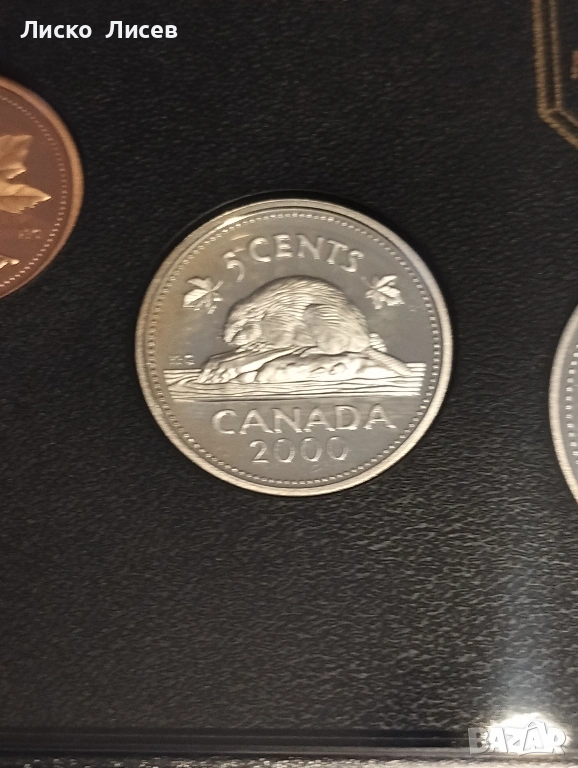 Лиско Лисев
5 CENTS
K·G
CANADA
2000
BAZAR